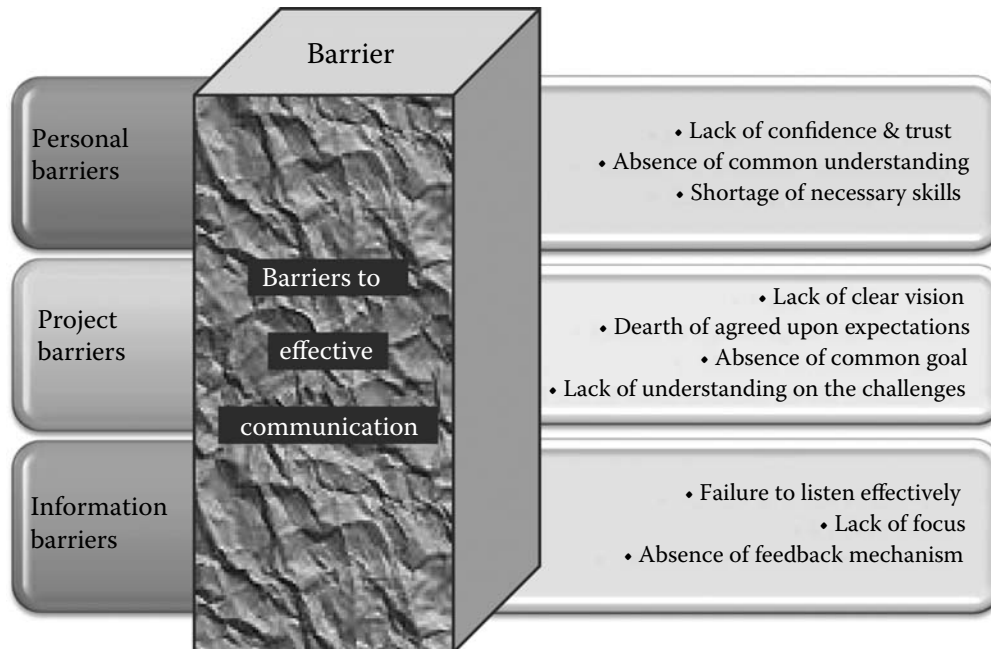 Barrier
Personal
barriers
• Lack of confidence & trust
• Absence of common understanding
• Shortage of necessary skills
Barriers to
effective
communication
Project
barriers
• Lack of clear vision
• Dearth of agreed upon expectations
• Absence of common goal
• Lack of understanding on the challenges
Information
barriers
• Failure to listen effectively
• Lack of focus
• Absence of feedback mechanism